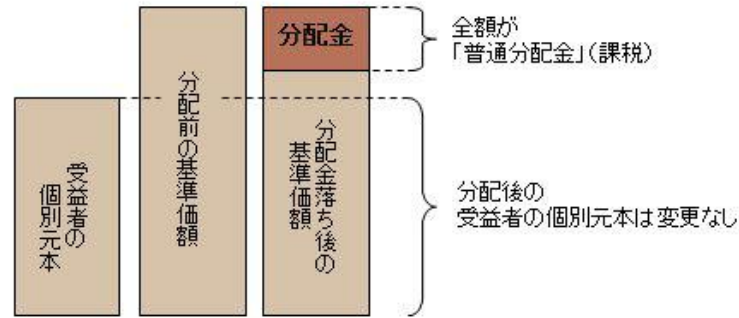 受益者の
個別元本
分配前の基準価額
分配金
分配金落ち後の
基準価額
全額が
「普通分配金」（課税）
分配後の
受益者の個別元本は変更なし